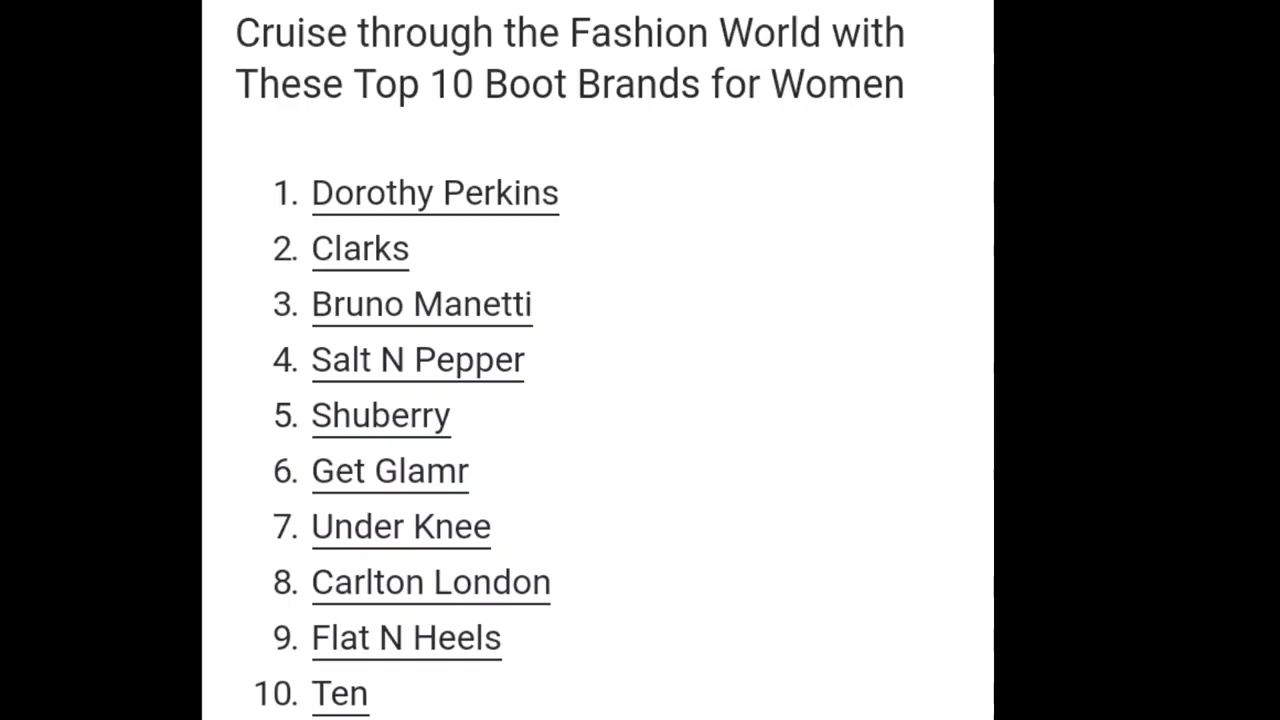 Cruise through the Fashion World with
These Top 10 Boot Brands for Women
1. Dorothy Perkins
2. Clarks
3. Bruno Manetti
4. Salt N Pepper
5. Shuberry
6. Get Glamr
7. Under Knee
8. Carlton London
9. Flat N Heels
10. Ten